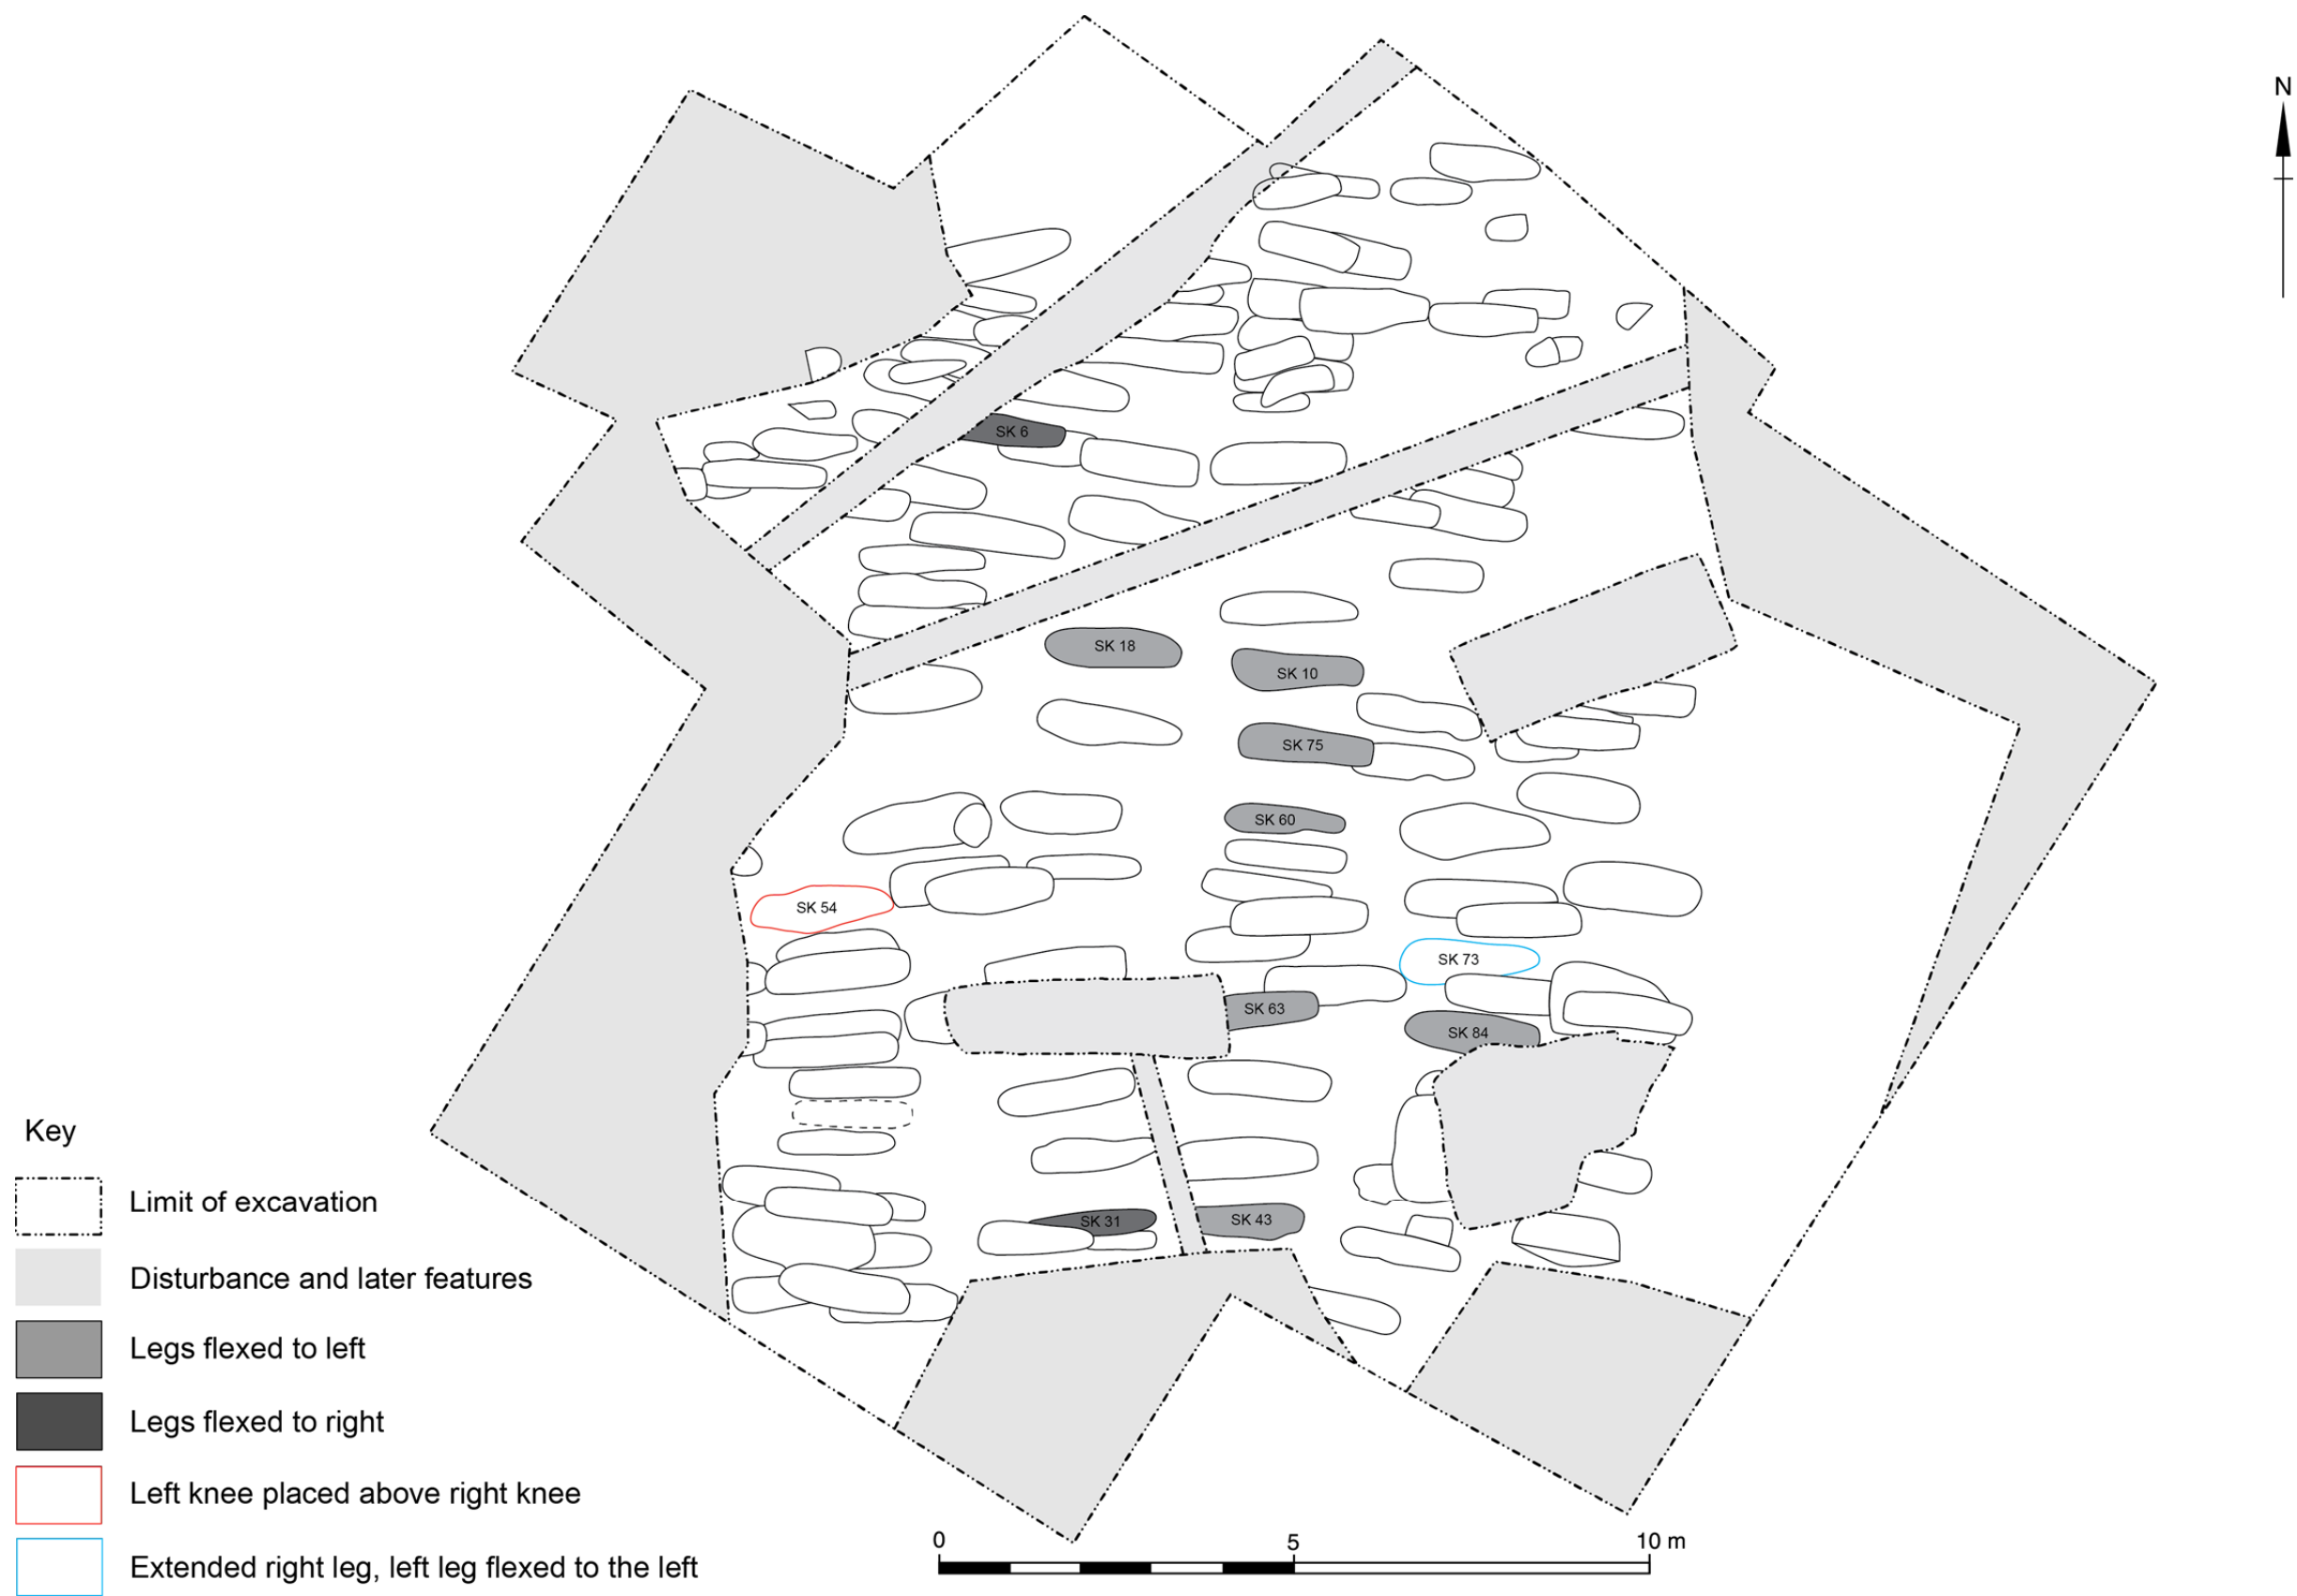 N
SK 6
SK 18
SK 10
SK 75
SK 60
SK 54
SK 73
SK 63
SK 84
SK 31
SK 43
Key
Limit of excavation
Disturbance and later features
Legs flexed to left
Legs flexed to right
Left knee placed above right knee
Extended right leg, left leg flexed to the left
0 5 10 m